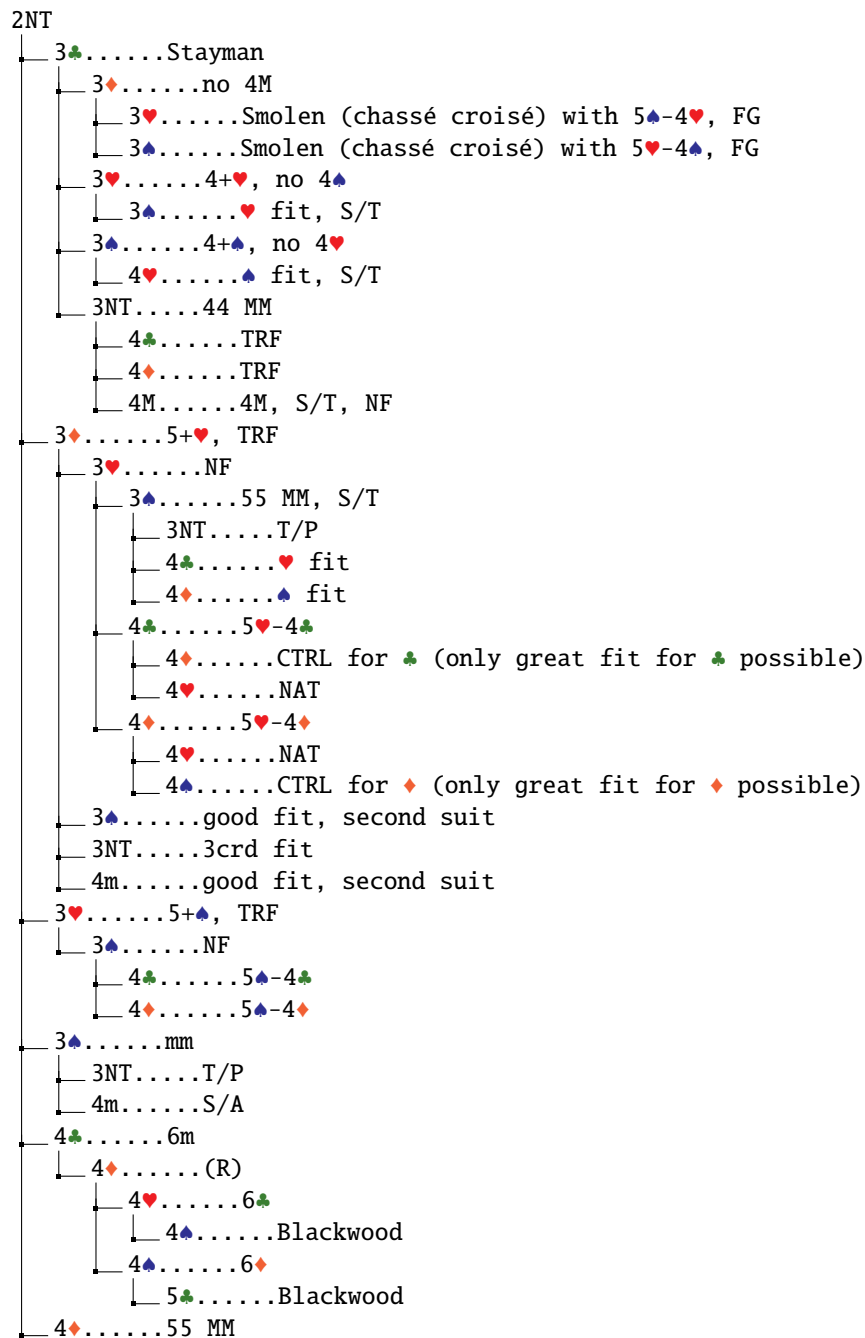 2NT
3♣......Stayman
3♦......no 4M
3♥......Smolen (chassé croisé) with 5♠-4♥, FG
3♠......Smolen (chassé croisé) with 5♥-4♠, FG
3♥......4+♥, no 4♠
3♠......♥ fit, S/T
3♠......4+♠, no 4♥
4♥......♠ fit, S/T
3NT.....44 MM
4♣......TRF
4♦......TRF
4M......4M, S/T, NF
3♦......5+♥, TRF
3♥......NF
3♠......55 MM, S/T
3NT.....T/P
4♣......♥ fit
4♦......♠ fit
4♣......5♥-4♣
4♦......CTRL for ♣ (only great fit for ♣ possible)
4♥......NAT
4♦......5♥-4♦
4♥......NAT
4♠......CTRL for ♦ (only great fit for ♦ possible)
3♠......good fit, second suit
3NT.....3crd fit
4m......good fit, second suit
3♥......5+♠, TRF
3♠......NF
4♣......5♠-4♣
4♦......5♠-4♦
3♠......mm
3NT.....T/P
4m......S/A
4♣......6m
4♦......(R)
4♥......6♣
4♠......Blackwood
4♠......6♦
5♣......Blackwood
4♦......55 MM